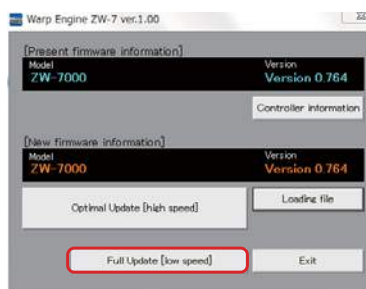 Warp Engine ZW-7 ver.1.00
[Present firmware information]
Model Version
ZW-7000 Version 0.764
Controller information
[New firmware information]
Model Version
ZW-7000 Version 0.764
Optimal Update [high speed] Loading file
Full Update [low speed] Exit